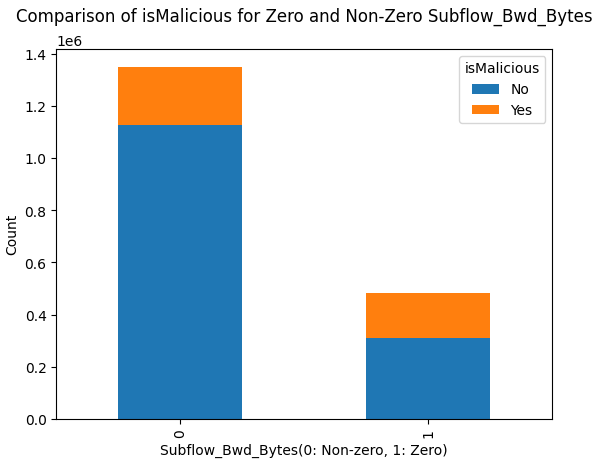 Comparison of isMalicious for Zero and Non-Zero Subflow_Bwd_Bytes
1e6
1.4
1.2
1.0
0.8
0.6
0.4
0.2
0.0
Count
isMalicious
No
Yes
0
1
Subflow_Bwd_Bytes(0: Non-zero, 1: Zero)